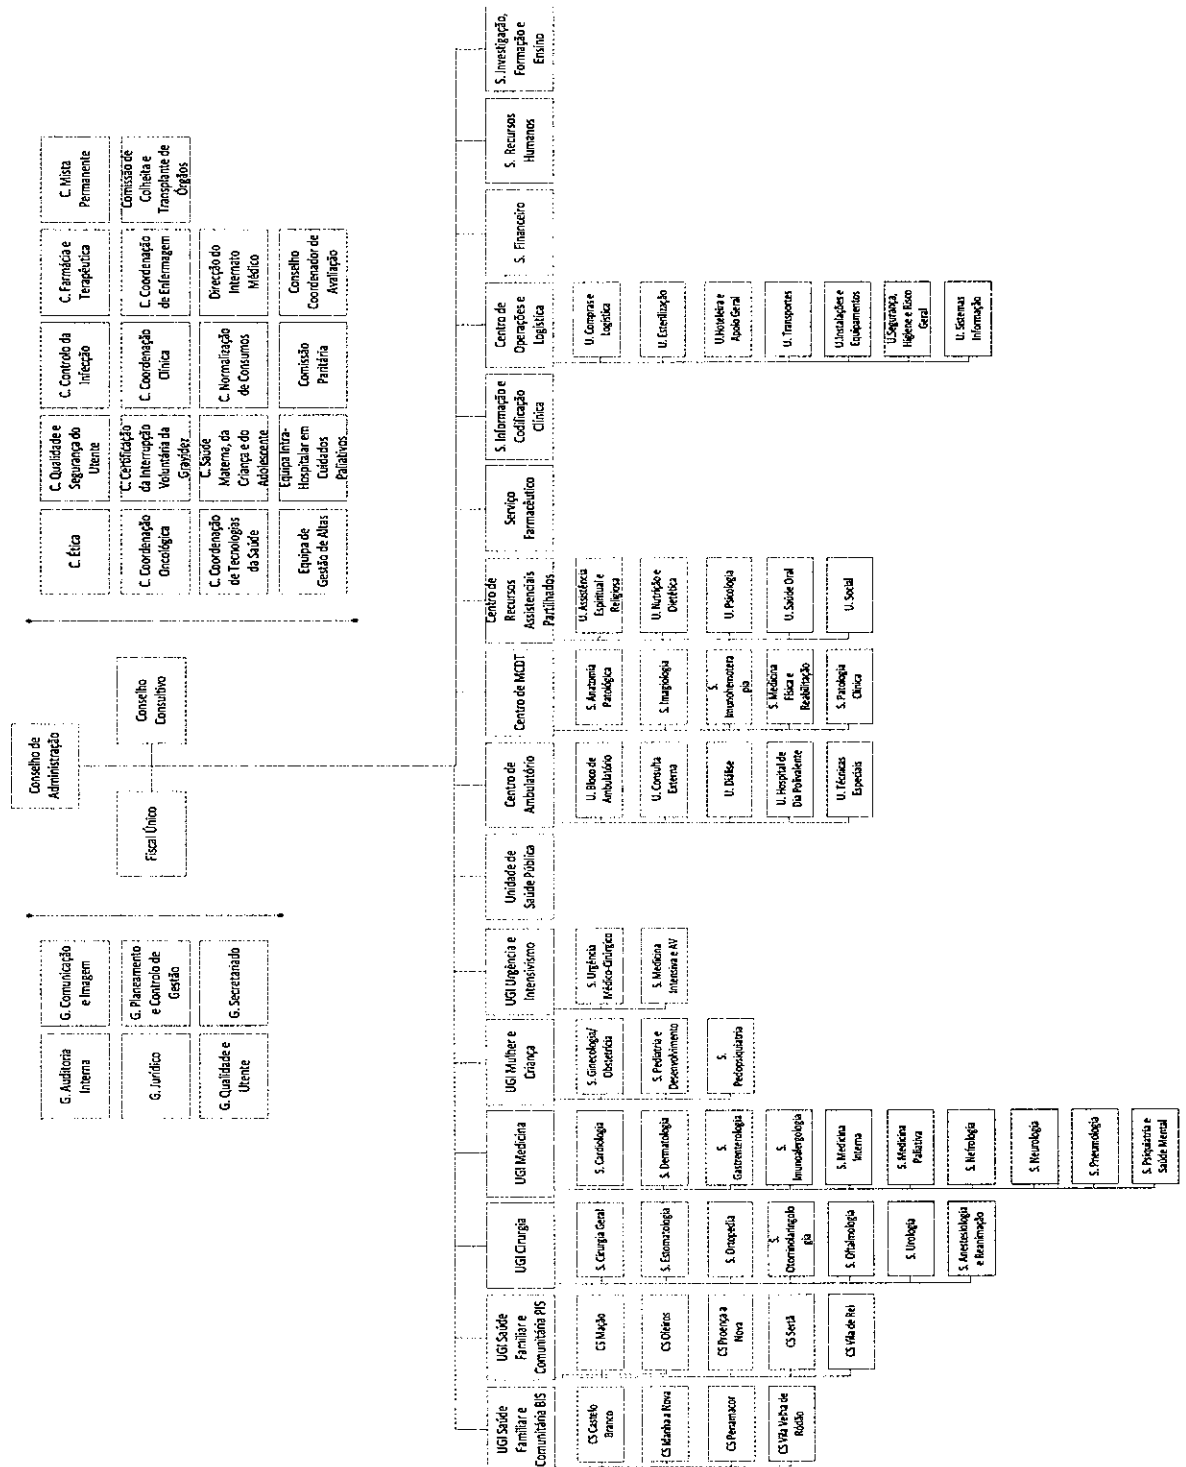 Conselho de
Administração
Fiscal Único
Conselho
Consultivo
G. Auditoria
Interna
G. Comunicação
e Imagem
G. Jurídico
G. Planeamento
e Controlo de
Gestão
G. Qualidade e
Utente
G. Secretariado
C. Ética
C. Qualidade e
Segurança do
Utente
C. Controlo da
Infecção
C. Farmácia e
Terapêutica
C. Mista
Permanente
C. Coordenação
Oncológica
C. Certificação
da Interrupção
Voluntária da
Gravidez
C. Coordenação
Clínica
C. Coordenação
de Enfermagem
Comissão de
Colheita e
Transplante de
Órgãos
C. Coordenação
de Tecnologias
da Saúde
C. Saúde
Materna, da
Criança e do
Adolescente
C. Normalização
de Consumos
Direcção do
Internato
Médico
Equipa de
Gestão de Altas
Equipa Intra-
Hospitalar em
Cuidados
Paliativos
Comissão
Paritária
Conselho
Coordenador de
Avaliação
UGI Saúde
Familiar e
Comunitária BIS
CS Castelo
Branco
CS Idanha a Nova
CS Penamacor
CS Vila Velha de
Ródão
UGI Saúde
Familiar e
Comunitária PIS
CS Mação
CS Oleiros
CS Proença a
Nova
CS Sertã
CS Vila de Rei
UGI Cirurgia
S. Cirurgia Geral
S. Estomatologia
S. Ortopedia
S.
Otorrinolaringolo
gia
S. Oftalmologia
S. Urologia
S. Anestesiologia
e Reanimação
UGI Medicina
S. Cardiologia
S. Dermatologia
S.
Gastrenterologia
S.
Imunoalergologia
S. Medicina
Interna
S. Medicina
Paliativa
S. Nefrologia
S. Neurologia
S. Pneumologia
S. Psiquiatria e
Saúde Mental
UGI Mulher e
Criança
S. Ginecologia/
Obstetrícia
S. Pediatria e
Desenvolvimento
S.
Pedopsiquiatria
UGI Urgência e
Intensivismo
S. Urgência
Médico-Cirúrgico
S. Medicina
Intensiva e AV
Unidade de
Saúde Pública
Centro de
Ambulatório
U. Bloco de
Ambulatório
U. Consulta
Externa
U. Diálise
U. Hospital de
Dia Polivalente
U. Técnicas
Especiais
Centro de MCDT
S. Anatomia
Patológica
S. Imagiologia
S.
Imunohemotera
pia
S. Medicina
Física e
Reabilitação
S. Patologia
Clínica
Centro de
Recursos
Assistenciais
Partilhados
U. Assistência
Espiritual e
Religiosa
U. Nutrição e
Dietética
U. Psicologia
U. Saúde Oral
U. Social
Serviço
Farmacêutico
S. Informação e
Codificação
Clínica
Centro de
Operações e
Logística
U. Compras e
Logística
U. Esterilização
U.Hoteleira e
Apoio Geral
U. Transportes
U.Instalações e
Equipamentos
U.Segurança,
Higiene e Risco
Geral
U. Sistemas
Informação
S. Financeiro
S. Recursos
Humanos
S. Investigação,
Formação e
Ensino